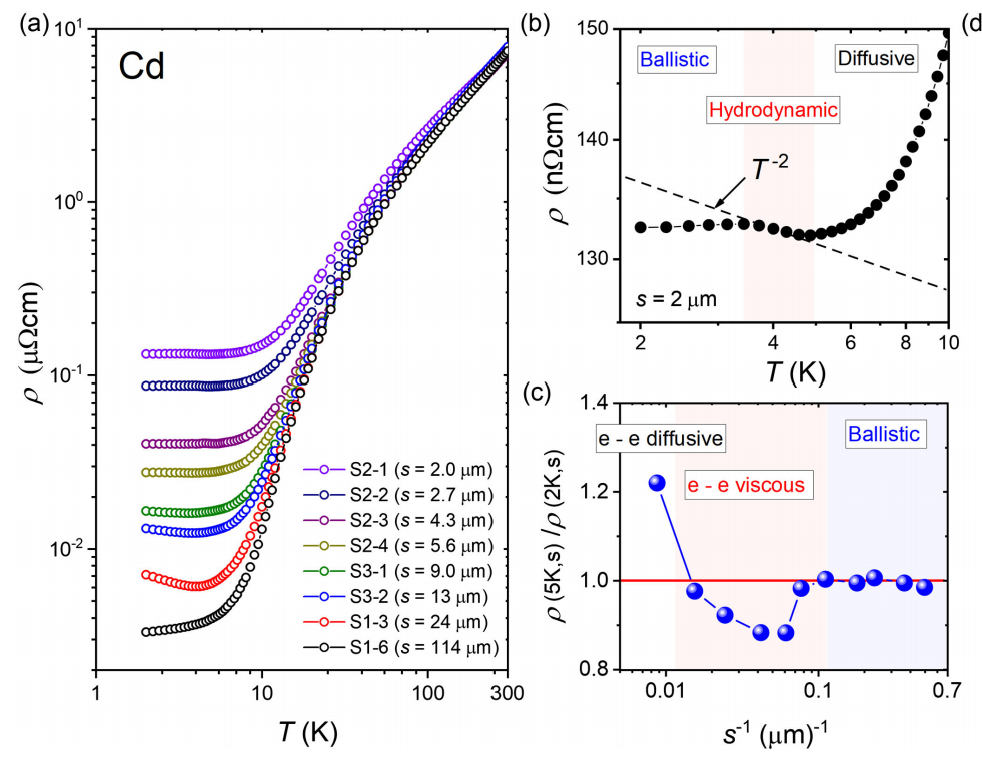 (a)
Cd
10^1
10^0
10^-1
10^-2
ρ (μΩcm)
1
10
100
300
T (K)
S2-1 (s = 2.0 μm)
S2-2 (s = 2.7 μm)
S2-3 (s = 4.3 μm)
S2-4 (s = 5.6 μm)
S3-1 (s = 9.0 μm)
S3-2 (s = 13 μm)
S1-3 (s = 24 μm)
S1-6 (s = 114 μm)
(b)
150
140
130
ρ (nΩcm)
Ballistic
Diffusive
Hydrodynamic
T^-2
s = 2 μm
2
4
6
8
10
T (K)
(c)
1.4
1.2
1.0
0.8
ρ (5K,s) /ρ (2K,s)
e - e diffusive
Ballistic
e - e viscous
0.01
0.1
0.7
s^-1 (μm)^-1
(d)